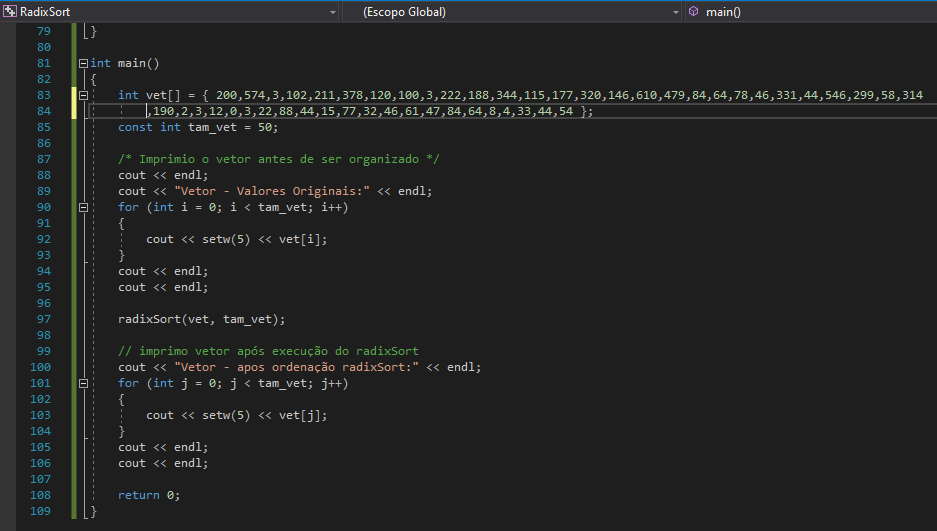 RadixSort (Escopo Global) main()
79 }
80
81 int main()
82 {
83 int vet[] = { 200,574,3,102,211,378,120,100,3,222,188,344,115,177,320,146,610,479,84,64,78,46,331,44,546,299,58,314
84 ,190,2,3,12,0,3,22,88,44,15,77,32,46,61,47,84,64,8,4,33,44,54 };
85 const int tam_vet = 50;
86
87 /* Imprimio o vetor antes de ser organizado */
88 cout << endl;
89 cout << "Vetor - Valores Originais:" << endl;
90 for (int i = 0; i < tam_vet; i++)
91 {
92 cout << setw(5) << vet[i];
93 }
94 cout << endl;
95 cout << endl;
96
97 radixSort(vet, tam_vet);
98
99 // imprimo vetor após execução do radixSort
100 cout << "Vetor - apos ordenação radixSort:" << endl;
101 for (int j = 0; j < tam_vet; j++)
102 {
103 cout << setw(5) << vet[j];
104 }
105 cout << endl;
106 cout << endl;
107
108 return 0;
109 }